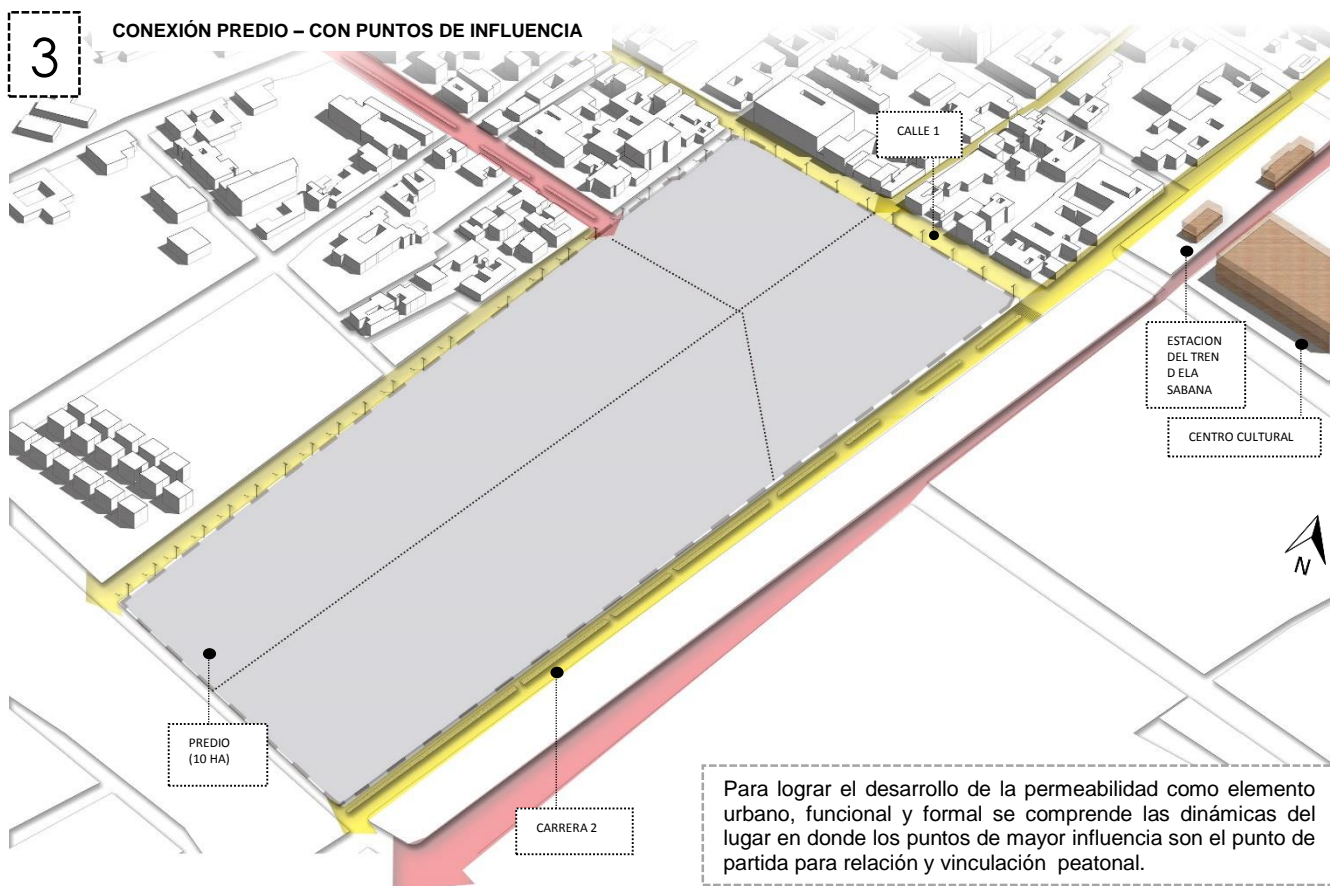 3
CONEXIÓN PREDIO – CON PUNTOS DE INFLUENCIA
CALLE 1
ESTACION
DEL TREN
D ELA
SABANA
CENTRO CULTURAL
N
PREDIO
(10 HA)
CARRERA 2
Para lograr el desarrollo de la permeabilidad como elemento
urbano, funcional y formal se comprende las dinámicas del
lugar en donde los puntos de mayor influencia son el punto de
partida para relación y vinculación peatonal.